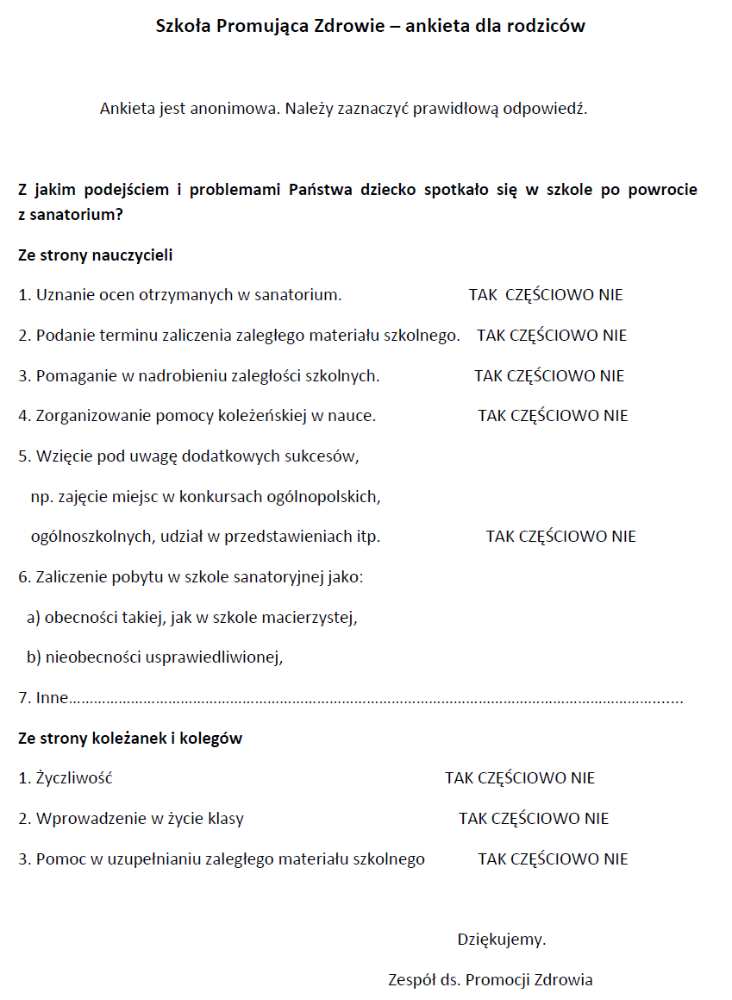 Szkoła Promująca Zdrowie – ankieta dla rodziców
Ankieta jest anonimowa. Należy zaznaczyć prawidłową odpowiedź.
Z jakim podejściem i problemami Państwa dziecko spotkało się w szkole po powrocie
z sanatorium?
Ze strony nauczycieli
1. Uznanie ocen otrzymanych w sanatorium. TAK CZĘŚCIOWO NIE
2. Podanie terminu zaliczenia zaległego materiału szkolnego. TAK CZĘŚCIOWO NIE
3. Pomaganie w nadrobieniu zaległości szkolnych. TAK CZĘŚCIOWO NIE
4. Zorganizowanie pomocy koleżeńskiej w nauce. TAK CZĘŚCIOWO NIE
5. Wzięcie pod uwagę dodatkowych sukcesów,
np. zajęcie miejsc w konkursach ogólnopolskich,
ogólnoszkolnych, udział w przedstawieniach itp. TAK CZĘŚCIOWO NIE
6. Zaliczenie pobytu w szkole sanatoryjnej jako:
a) obecności takiej, jak w szkole macierzystej,
b) nieobecności usprawiedliwionej,
7. Inne……………………………………………………………………………………………………………………………….......
Ze strony koleżanek i kolegów
1. Życzliwość TAK CZĘŚCIOWO NIE
2. Wprowadzenie w życie klasy TAK CZĘŚCIOWO NIE
3. Pomoc w uzupełnianiu zaległego materiału szkolnego TAK CZĘŚCIOWO NIE
Dziękujemy.
Zespół ds. Promocji Zdrowia